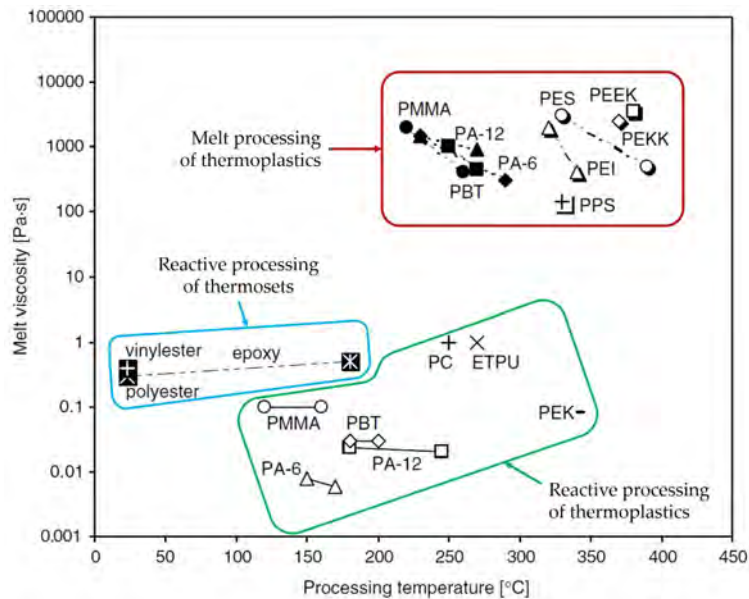 100000
10000
1000
100
10
1
0.1
0.01
0.001
Melt viscosity [Pa·s]
0
50
100
150
200
250
300
350
400
450
Processing temperature [°C]
Melt processing
of thermoplastics
PMMA
PA-12
PBT
PA-6
PES
PEEK
PEKK
PEI
PPS
Reactive processing
of thermosets
vinylester
epoxy
polyester
PC
ETPU
PMMA
PBT
PEK
PA-12
PA-6
Reactive processing
of thermoplastics